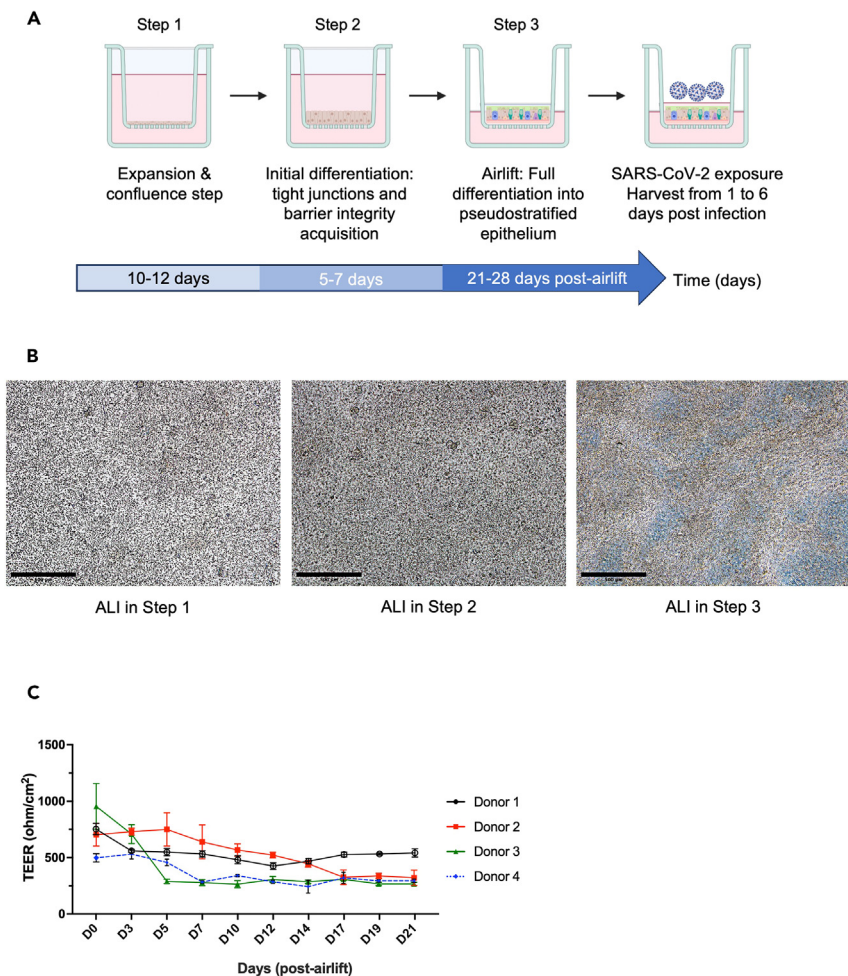 A
Step 1
Step 2
Step 3
Expansion &
confluence step
Initial differentiation:
tight junctions and
barrier integrity
acquisition
Airlift: Full
differentiation into
pseudostratified
epithelium
SARS-CoV-2 exposure
Harvest from 1 to 6
days post infection
10-12 days
5-7 days
21-28 days post-airlift
Time (days)
B
ALI in Step 1
ALI in Step 2
ALI in Step 3
C
TEER (ohm/cm²)
1500
1000
500
0
D0
D3
D5
D7
D10
D12
D14
D17
D19
D21
Days (post-airlift)
Donor 1
Donor 2
Donor 3
Donor 4